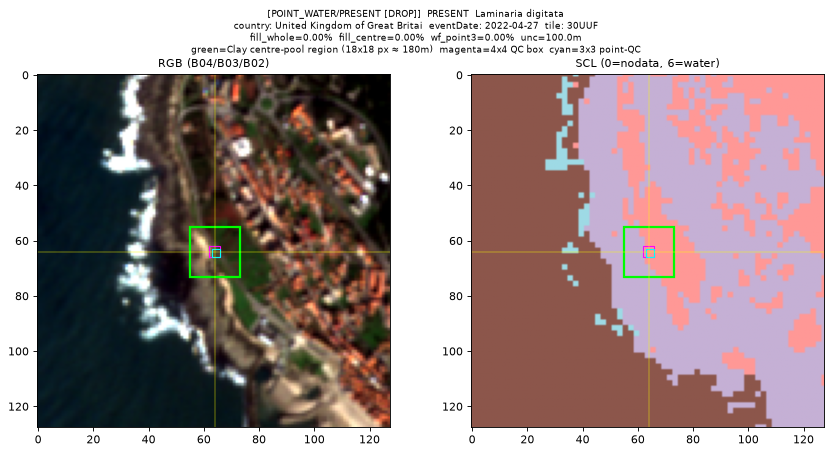 [POINT_WATER/PRESENT [DROP]]  PRESENT  Laminaria digitata
country: United Kingdom of Great Britai  eventDate: 2022-04-27  tile: 30UUF
fill_whole=0.00%  fill_centre=0.00%  wf_point3=0.00%  unc=100.0m
green=Clay centre-pool region (18x18 px ≈ 180m)  magenta=4x4 QC box  cyan=3x3 point-QC
RGB (B04/B03/B02)
SCL (0=nodata, 6=water)
0
20
40
60
80
100
120
0 20 40 60 80 100 120
0
20
40
60
80
100
120
0 20 40 60 80 100 120